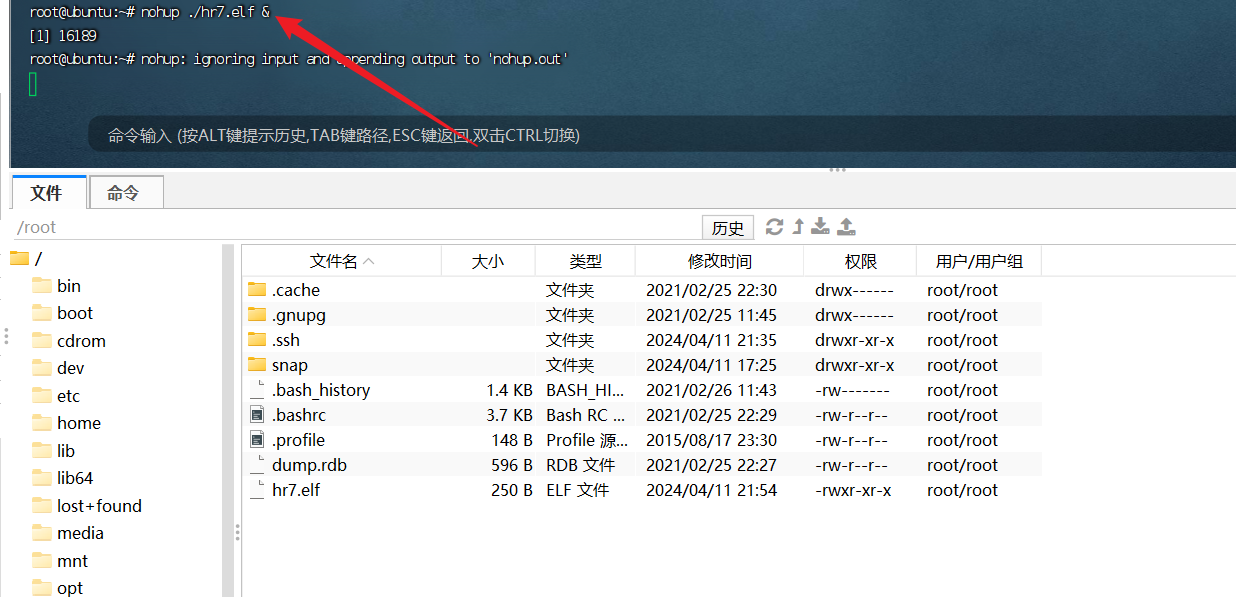 root@ubuntu:~# nohup ./hr7.elf &
[1] 16189
root@ubuntu:~# nohup: ignoring input and appending output to 'nohup.out'
命令输入 (按ALT键提示历史,TAB键路径,ESC键返回,双击CTRL切换)
文件 命令
/root 历史
/
bin
boot
cdrom
dev
etc
home
lib
lib64
lost+found
media
mnt
opt
文件名 大小 类型 修改时间 权限 用户/用户组
.cache 文件夹 2021/02/25 22:30 drwx------ root/root
.gnupg 文件夹 2021/02/25 11:45 drwx------ root/root
.ssh 文件夹 2024/04/11 21:35 drwxr-xr-x root/root
snap 文件夹 2024/04/11 17:25 drwxr-xr-x root/root
.bash_history 1.4 KB BASH_HI... 2021/02/26 11:43 -rw------- root/root
.bashrc 3.7 KB Bash RC ... 2021/02/25 22:29 -rw-r--r-- root/root
.profile 148 B Profile 源... 2015/08/17 23:30 -rw-r--r-- root/root
dump.rdb 596 B RDB 文件 2021/02/25 22:27 -rw-r--r-- root/root
hr7.elf 250 B ELF 文件 2024/04/11 21:54 -rwxr-xr-x root/root